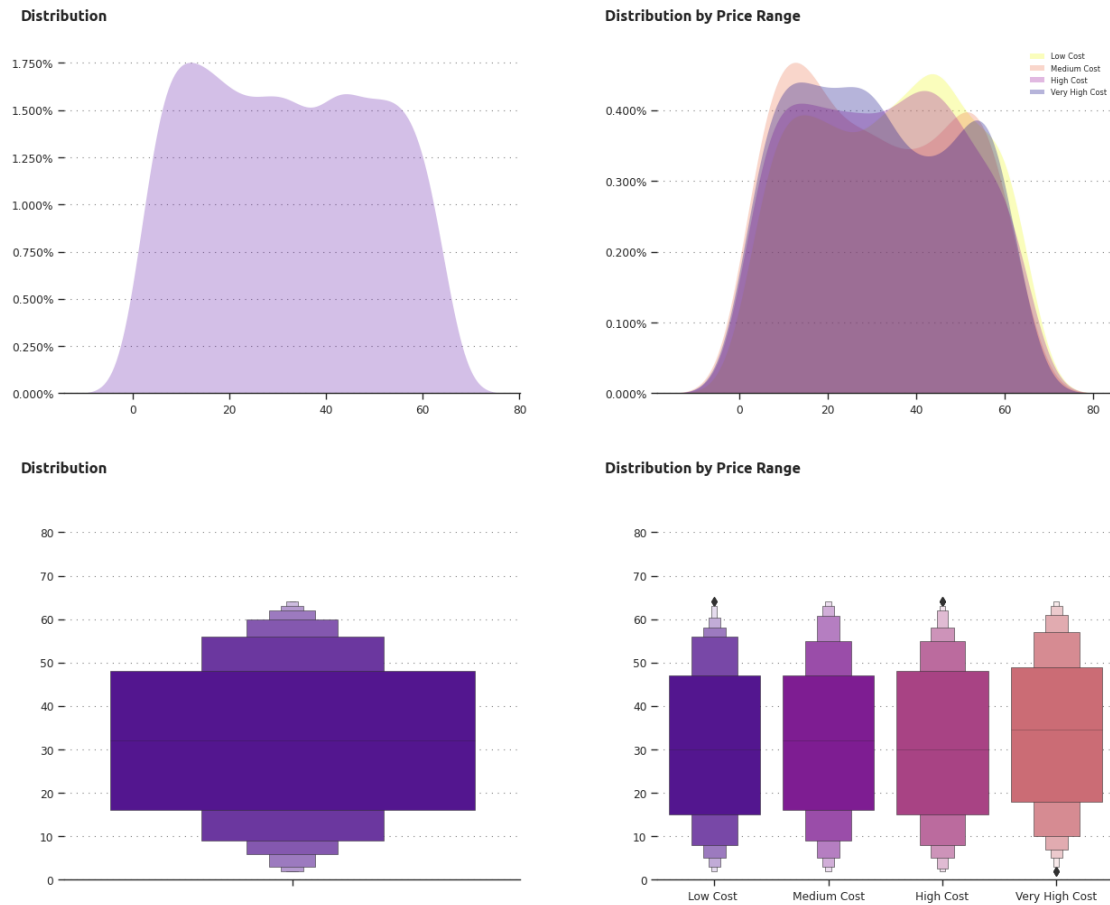 Distribution
1.750%
1.500%
1.250%
1.000%
0.750%
0.500%
0.250%
0.000%
0 20 40 60 80
Distribution by Price Range
Low Cost
Medium Cost
High Cost
Very High Cost
0.400%
0.300%
0.200%
0.100%
0.000%
0 20 40 60 80
Distribution
80
70
60
50
40
30
20
10
0
Distribution by Price Range
80
70
60
50
40
30
20
10
0
Low Cost Medium Cost High Cost Very High Cost